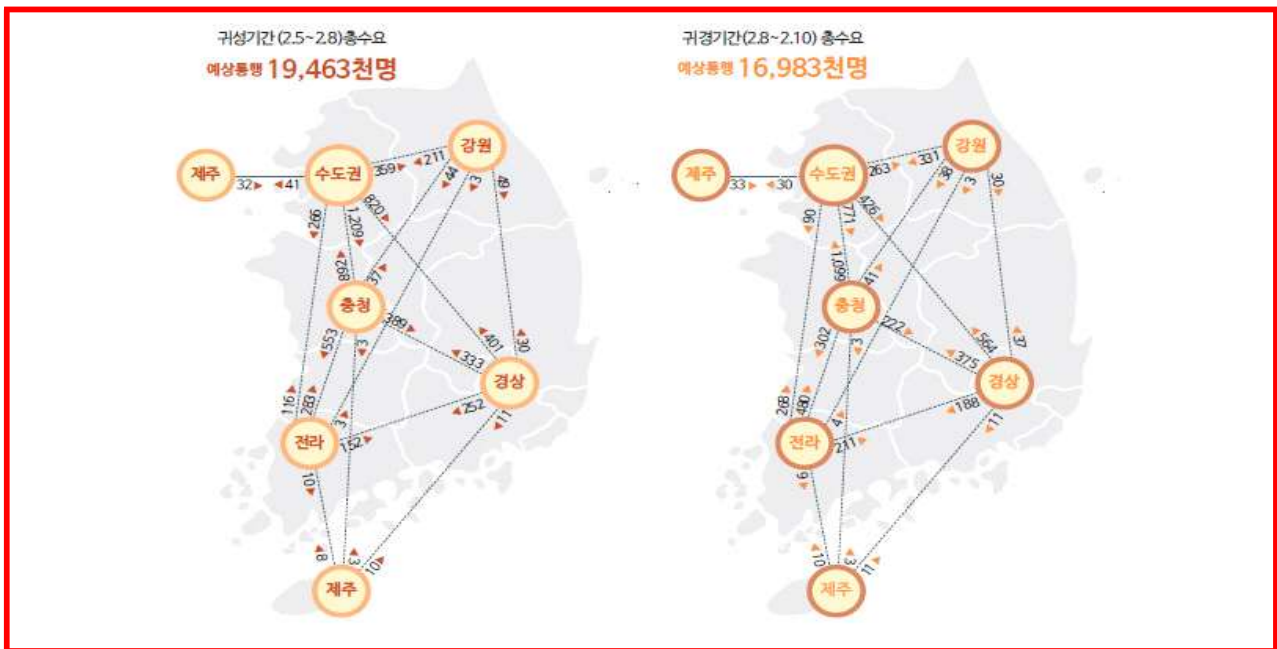 귀성기간 (2.5~2.8)총수요
예상통행 19,463천명
강원
제주
수도권
359▶
◀211
32▶
◀41
◀44
◀3
◀266
1,209▶
820▶
892▶
37▶
충청
389▶
◀553
◀3
◀401
30▶
◀333
경상
116▶
283▶
3▶
◀252
◀11
전라
152▶
◀10
8▶
3▶
10▶
제주
귀경기간(2.8~2.10) 총수요
예상통행 16,983천명
강원
제주
수도권
263▶
◀331
33▶
◀30
◀38
◀3
30▶
◀90
771▶
426▶
41▶
충청
222▶
◀302
◀3
◀564
◀37
◀375
경상
268▶
480▶
4▶
◀188
◀11
전라
211▶
10▶
3▶
11▶
제주